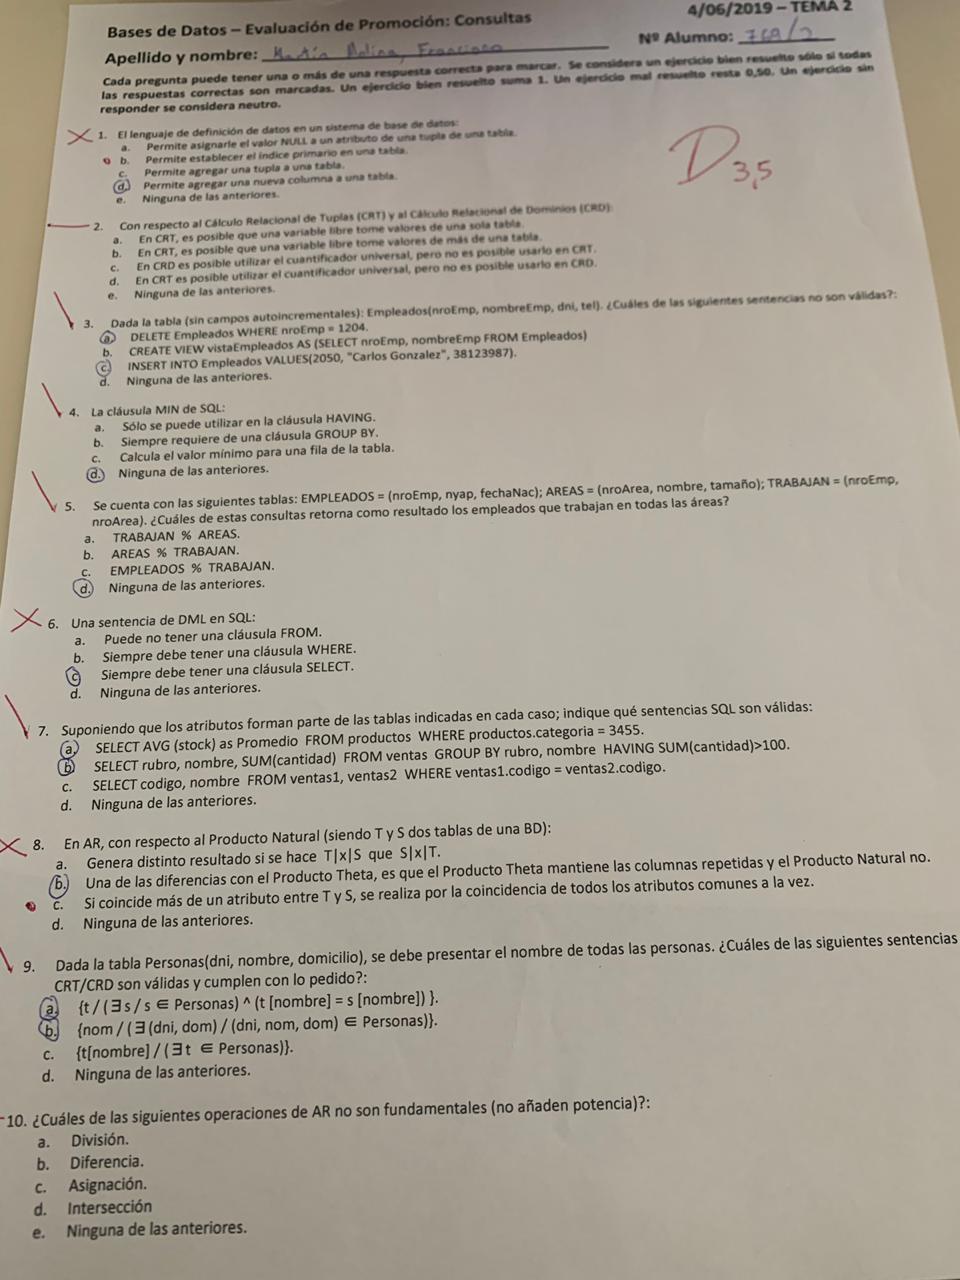 Bases de Datos – Evaluación de Promoción: Consultas
4/06/2019 – TEMA 2
Apellido y nombre: Martín Molina, Francisco
Nº Alumno: 769/2
Cada pregunta puede tener una o más de una respuesta correcta para marcar. Se considera un ejercicio bien resuelto sólo si todas
las respuestas correctas son marcadas. Un ejercicio bien resuelto suma 1. Un ejercicio mal resuelto resta 0,50. Un ejercicio sin
responder se considera neutro.
D 3,5
1. El lenguaje de definición de datos en un sistema de base de datos:
a. Permite asignarle el valor NULL a un atributo de una tupla de una tabla.
b. Permite establecer el índice primario en una tabla.
c. Permite agregar una tupla a una tabla.
d. Permite agregar una nueva columna a una tabla.
e. Ninguna de las anteriores.
2. Con respecto al Cálculo Relacional de Tuplas (CRT) y al Cálculo Relacional de Dominios (CRD):
a. En CRT, es posible que una variable libre tome valores de una sola tabla.
b. En CRT, es posible que una variable libre tome valores de más de una tabla.
c. En CRD es posible utilizar el cuantificador universal, pero no es posible usarlo en CRT.
d. En CRT es posible utilizar el cuantificador universal, pero no es posible usarlo en CRD.
e. Ninguna de las anteriores.
3. Dada la tabla (sin campos autoincrementales): Empleados(nroEmp, nombreEmp, dni, tel). ¿Cuáles de las siguientes sentencias no son válidas?:
a. DELETE Empleados WHERE nroEmp = 1204.
b. CREATE VIEW vistaEmpleados AS (SELECT nroEmp, nombreEmp FROM Empleados)
c. INSERT INTO Empleados VALUES(2050, "Carlos Gonzalez", 38123987).
d. Ninguna de las anteriores.
4. La cláusula MIN de SQL:
a. Sólo se puede utilizar en la cláusula HAVING.
b. Siempre requiere de una cláusula GROUP BY.
c. Calcula el valor mínimo para una fila de la tabla.
d. Ninguna de las anteriores.
5. Se cuenta con las siguientes tablas: EMPLEADOS = (nroEmp, nyap, fechaNac); AREAS = (nroArea, nombre, tamaño); TRABAJAN = (nroEmp,
nroArea). ¿Cuáles de estas consultas retorna como resultado los empleados que trabajan en todas las áreas?
a. TRABAJAN % AREAS.
b. AREAS % TRABAJAN.
c. EMPLEADOS % TRABAJAN.
d. Ninguna de las anteriores.
6. Una sentencia de DML en SQL:
a. Puede no tener una cláusula FROM.
b. Siempre debe tener una cláusula WHERE.
c. Siempre debe tener una cláusula SELECT.
d. Ninguna de las anteriores.
7. Suponiendo que los atributos forman parte de las tablas indicadas en cada caso; indique qué sentencias SQL son válidas:
a. SELECT AVG (stock) as Promedio FROM productos WHERE productos.categoria = 3455.
b. SELECT rubro, nombre, SUM(cantidad) FROM ventas GROUP BY rubro, nombre HAVING SUM(cantidad)>100.
c. SELECT codigo, nombre FROM ventas1, ventas2 WHERE ventas1.codigo = ventas2.codigo.
d. Ninguna de las anteriores.
8. En AR, con respecto al Producto Natural (siendo T y S dos tablas de una BD):
a. Genera distinto resultado si se hace T|x|S que S|x|T.
b. Una de las diferencias con el Producto Theta, es que el Producto Theta mantiene las columnas repetidas y el Producto Natural no.
c. Si coincide más de un atributo entre T y S, se realiza por la coincidencia de todos los atributos comunes a la vez.
d. Ninguna de las anteriores.
9. Dada la tabla Personas(dni, nombre, domicilio), se debe presentar el nombre de todas las personas. ¿Cuáles de las siguientes sentencias
CRT/CRD son válidas y cumplen con lo pedido?:
a. {t / (∃s / s ∈ Personas) ^ (t [nombre] = s [nombre]) }.
b. {nom / (∃ (dni, dom) / (dni, nom, dom) ∈ Personas)}.
c. {t[nombre] / (∃t ∈ Personas)}.
d. Ninguna de las anteriores.
10. ¿Cuáles de las siguientes operaciones de AR no son fundamentales (no añaden potencia)?:
a. División.
b. Diferencia.
c. Asignación.
d. Intersección
e. Ninguna de las anteriores.